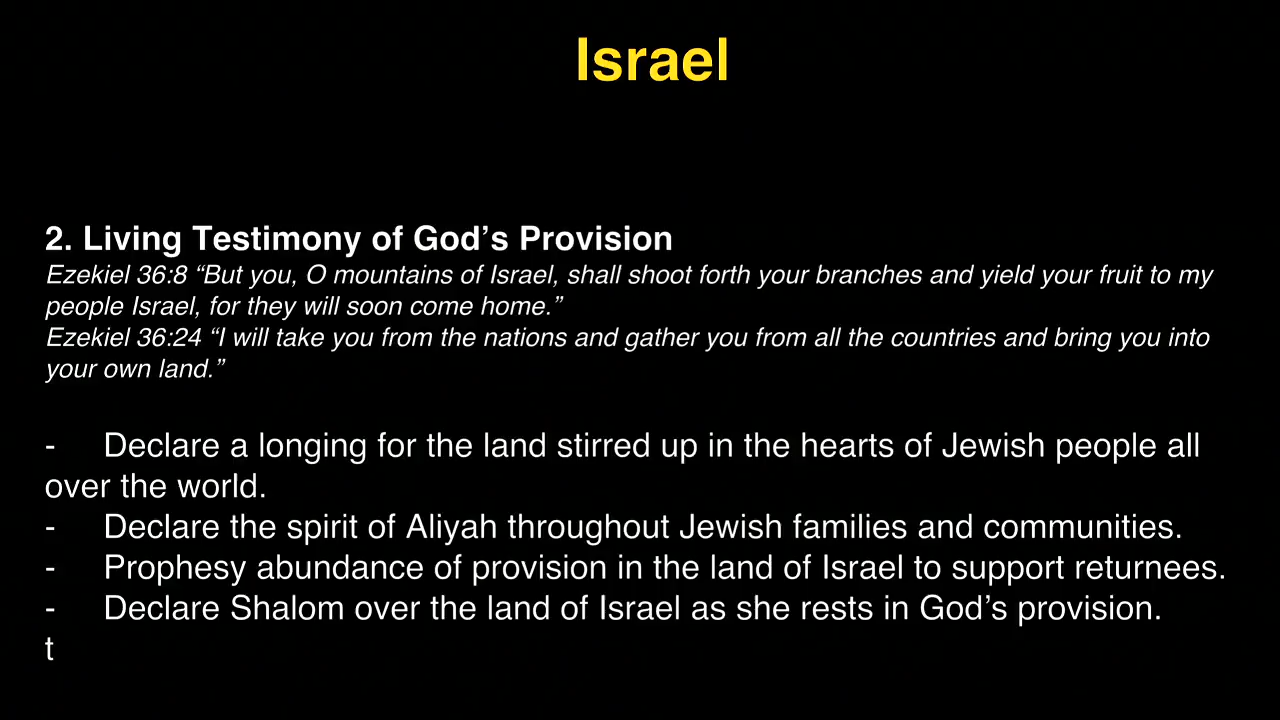 Israel
2. Living Testimony of God’s Provision
Ezekiel 36:8 “But you, O mountains of Israel, shall shoot forth your branches and yield your fruit to my
people Israel, for they will soon come home.”
Ezekiel 36:24 “I will take you from the nations and gather you from all the countries and bring you into
your own land.”
- Declare a longing for the land stirred up in the hearts of Jewish people all
over the world.
- Declare the spirit of Aliyah throughout Jewish families and communities.
- Prophesy abundance of provision in the land of Israel to support returnees.
- Declare Shalom over the land of Israel as she rests in God’s provision.
t